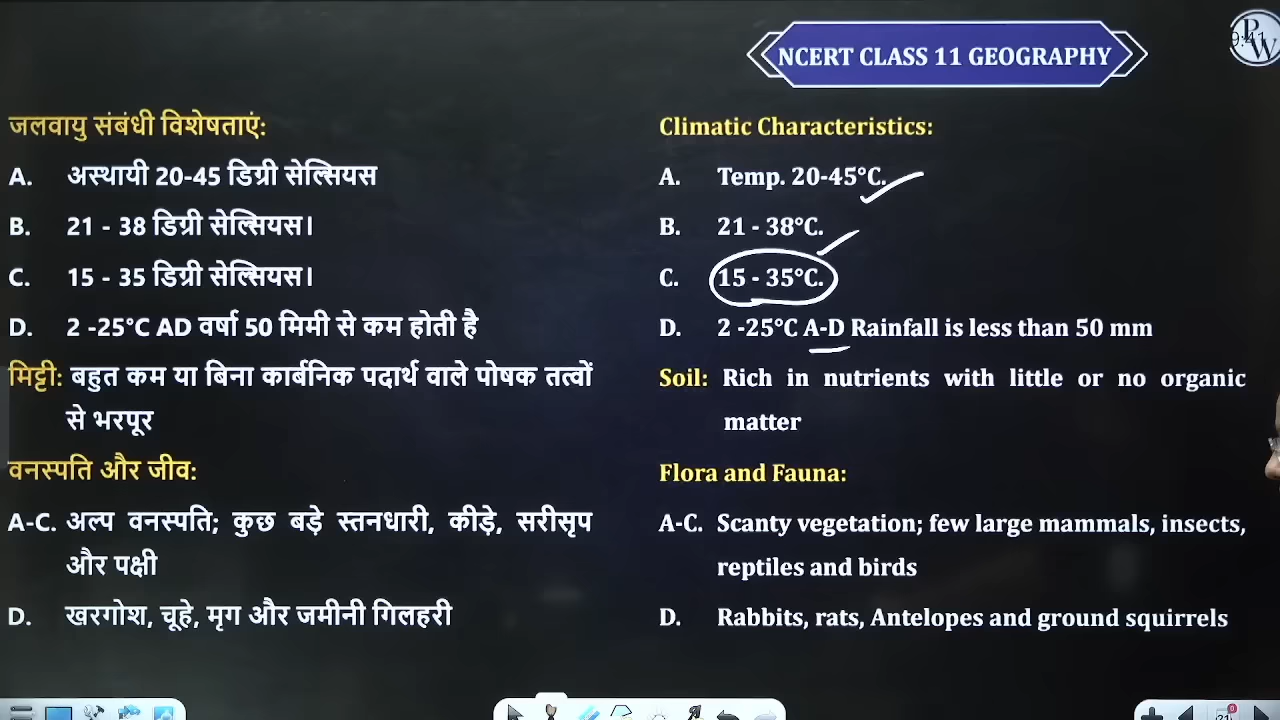 NCERT CLASS 11 GEOGRAPHY
PW
9:41
जलवायु संबंधी विशेषताएं:
A. अस्थायी 20-45 डिग्री सेल्सियस
B. 21 - 38 डिग्री सेल्सियस।
C. 15 - 35 डिग्री सेल्सियस।
D. 2 -25°C AD वर्षा 50 मिमी से कम होती है
मिट्टी: बहुत कम या बिना कार्बनिक पदार्थ वाले पोषक तत्वों
से भरपूर
वनस्पति और जीव:
A-C. अल्प वनस्पति; कुछ बड़े स्तनधारी, कीड़े, सरीसृप
और पक्षी
D. खरगोश, चूहे, मृग और जमीनी गिलहरी
Climatic Characteristics:
A. Temp. 20-45°C.
B. 21 - 38°C.
C. 15 - 35°C.
D. 2 -25°C A-D Rainfall is less than 50 mm
Soil: Rich in nutrients with little or no organic
matter
Flora and Fauna:
A-C. Scanty vegetation; few large mammals, insects,
reptiles and birds
D. Rabbits, rats, Antelopes and ground squirrels